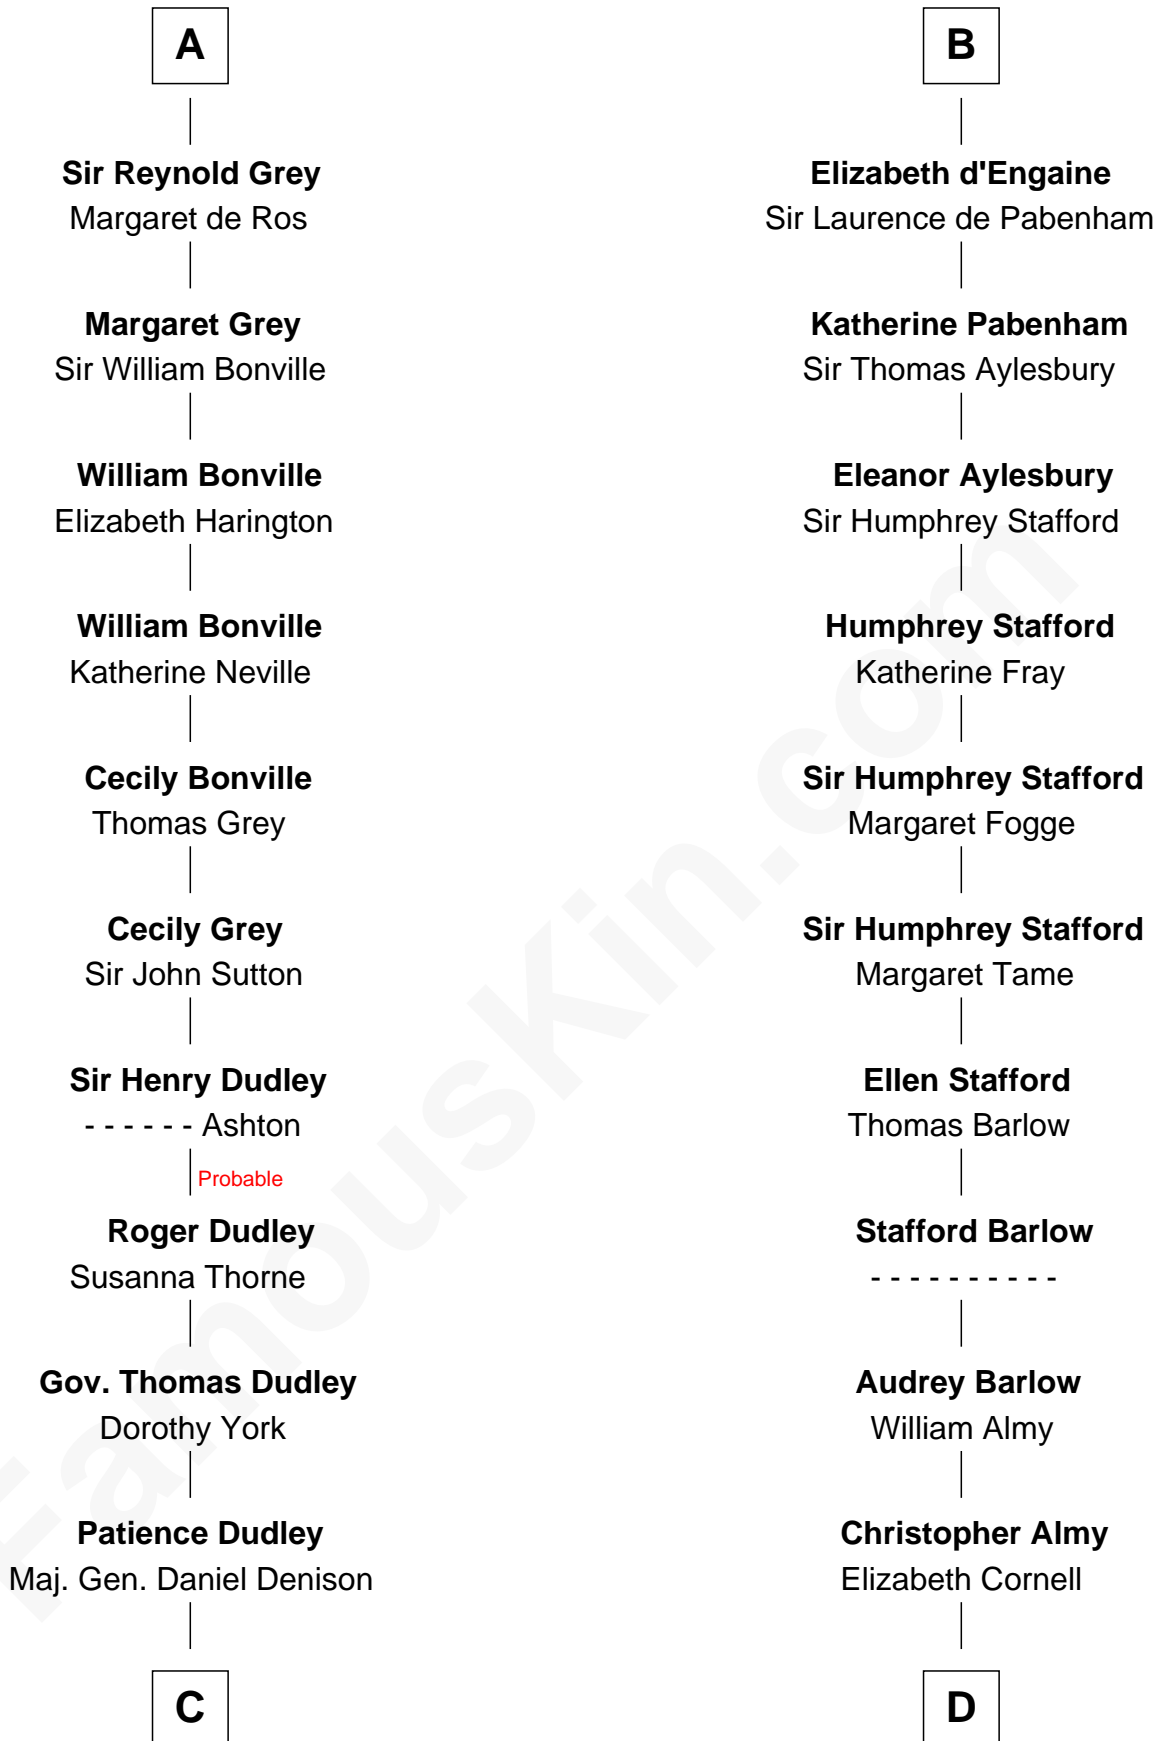 A
Sir Reynold Grey
Margaret de Ros
Margaret Grey
Sir William Bonville
William Bonville
Elizabeth Harington
William Bonville
Katherine Neville
Cecily Bonville
Thomas Grey
Cecily Grey
Sir John Sutton
Sir Henry Dudley
- - - - - - Ashton
Probable
Roger Dudley
Susanna Thorne
Gov. Thomas Dudley
Dorothy York
Patience Dudley
Maj. Gen. Daniel Denison
C
B
Elizabeth d'Engaine
Sir Laurence de Pabenham
Katherine Pabenham
Sir Thomas Aylesbury
Eleanor Aylesbury
Sir Humphrey Stafford
Humphrey Stafford
Katherine Fray
Sir Humphrey Stafford
Margaret Fogge
Sir Humphrey Stafford
Margaret Tame
Ellen Stafford
Thomas Barlow
Stafford Barlow
- - - - - - - - - -
Audrey Barlow
William Almy
Christopher Almy
Elizabeth Cornell
D
FamousKin.com